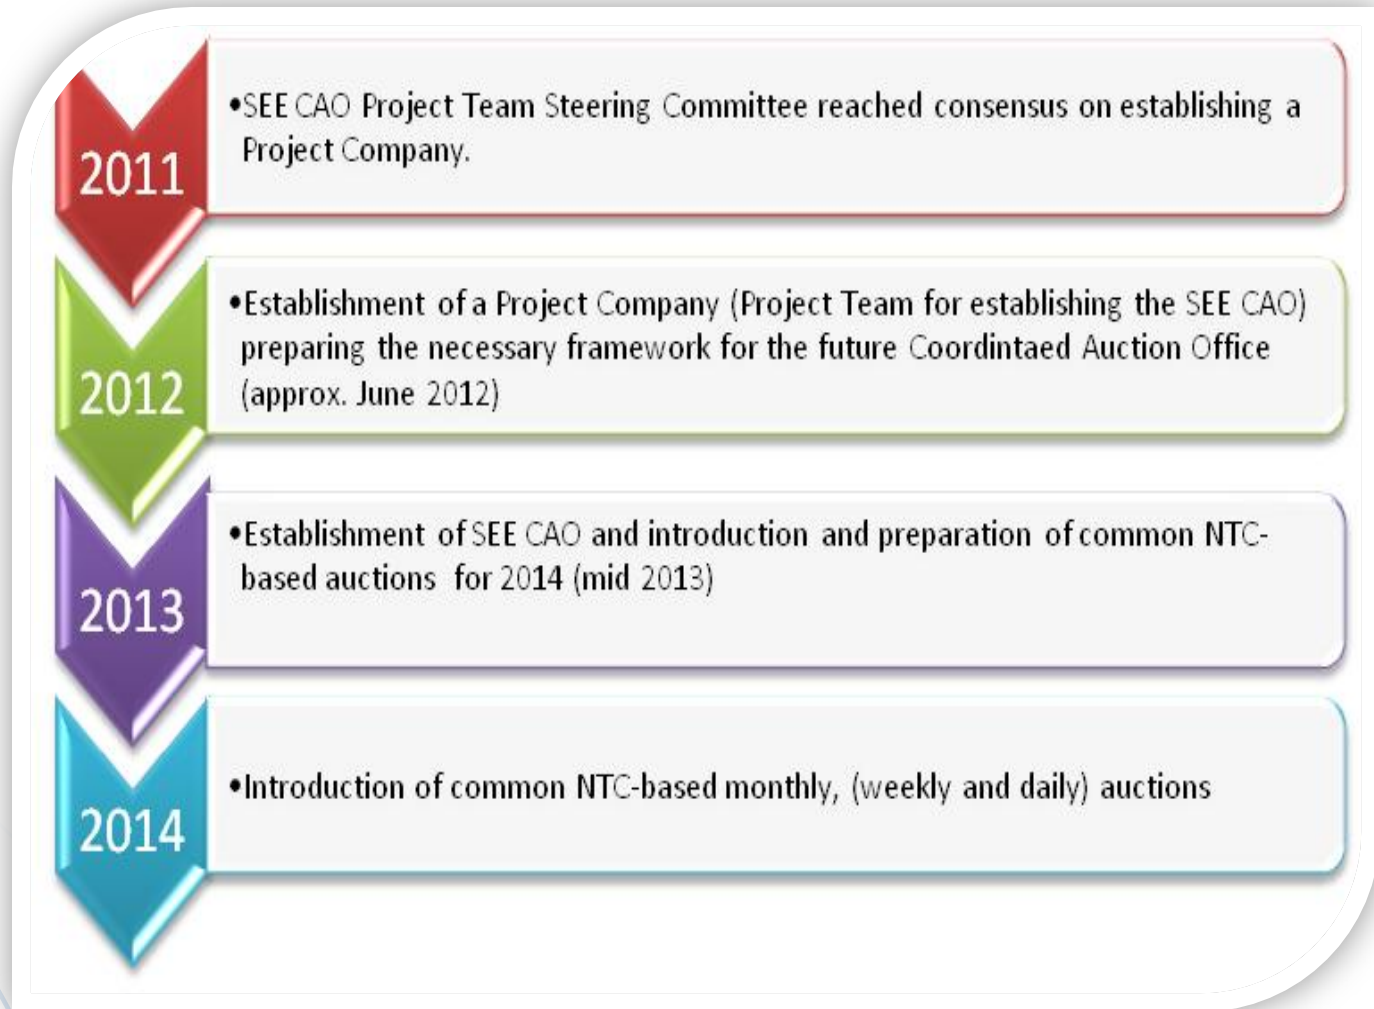 2011
•SEE CAO Project Team Steering Committee reached consensus on establishing a
Project Company.
2012
•Establishment of a Project Company (Project Team for establishing the SEE CAO)
preparing the necessary framework for the future Coordintaed Auction Office
(approx. June 2012)
2013
•Establishment of SEE CAO and introduction and preparation of common NTC-
based auctions for 2014 (mid 2013)
2014
•Introduction of common NTC-based monthly, (weekly and daily) auctions